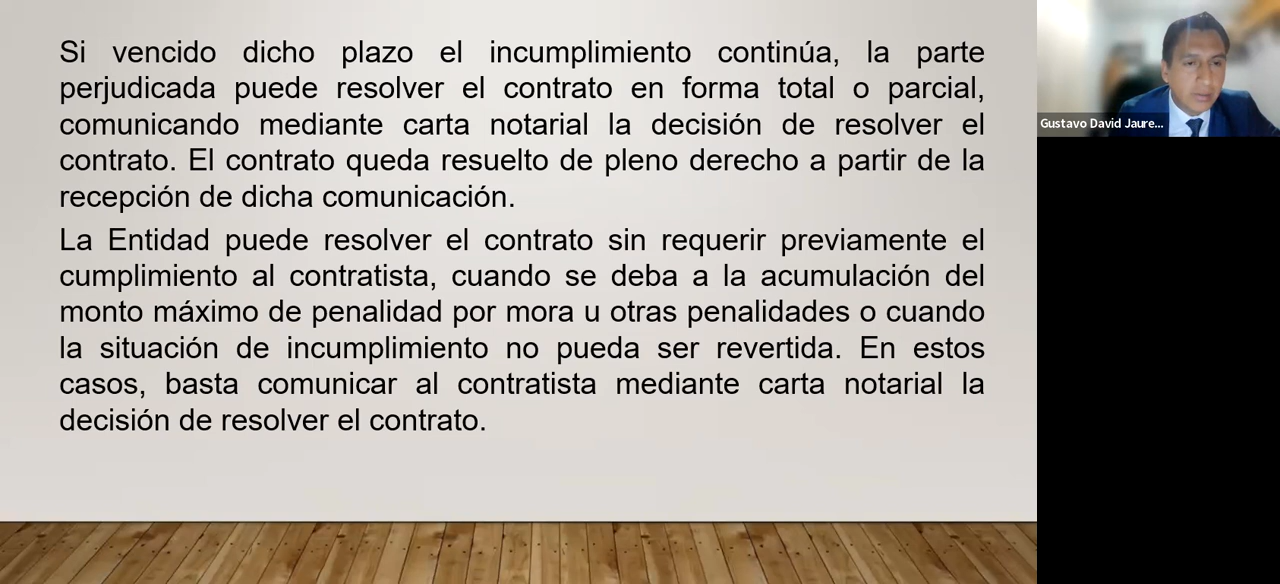 Si vencido dicho plazo el incumplimiento continúa, la parte
perjudicada puede resolver el contrato en forma total o parcial,
comunicando mediante carta notarial la decisión de resolver el
contrato. El contrato queda resuelto de pleno derecho a partir de la
recepción de dicha comunicación.
La Entidad puede resolver el contrato sin requerir previamente el
cumplimiento al contratista, cuando se deba a la acumulación del
monto máximo de penalidad por mora u otras penalidades o cuando
la situación de incumplimiento no pueda ser revertida. En estos
casos, basta comunicar al contratista mediante carta notarial la
decisión de resolver el contrato.
Gustavo David Jaure...